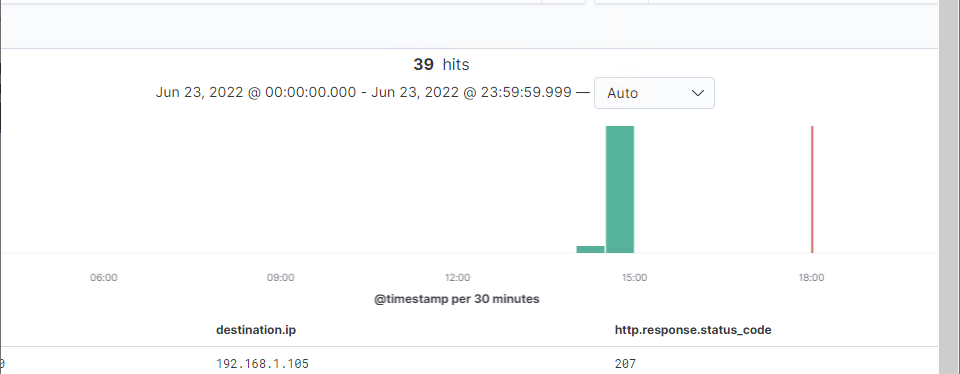 39 hits
Jun 23, 2022 @ 00:00:00.000 - Jun 23, 2022 @ 23:59:59.999 — Auto
06:00 09:00 12:00 15:00 18:00
@timestamp per 30 minutes
destination.ip http.response.status_code
192.168.1.105 207